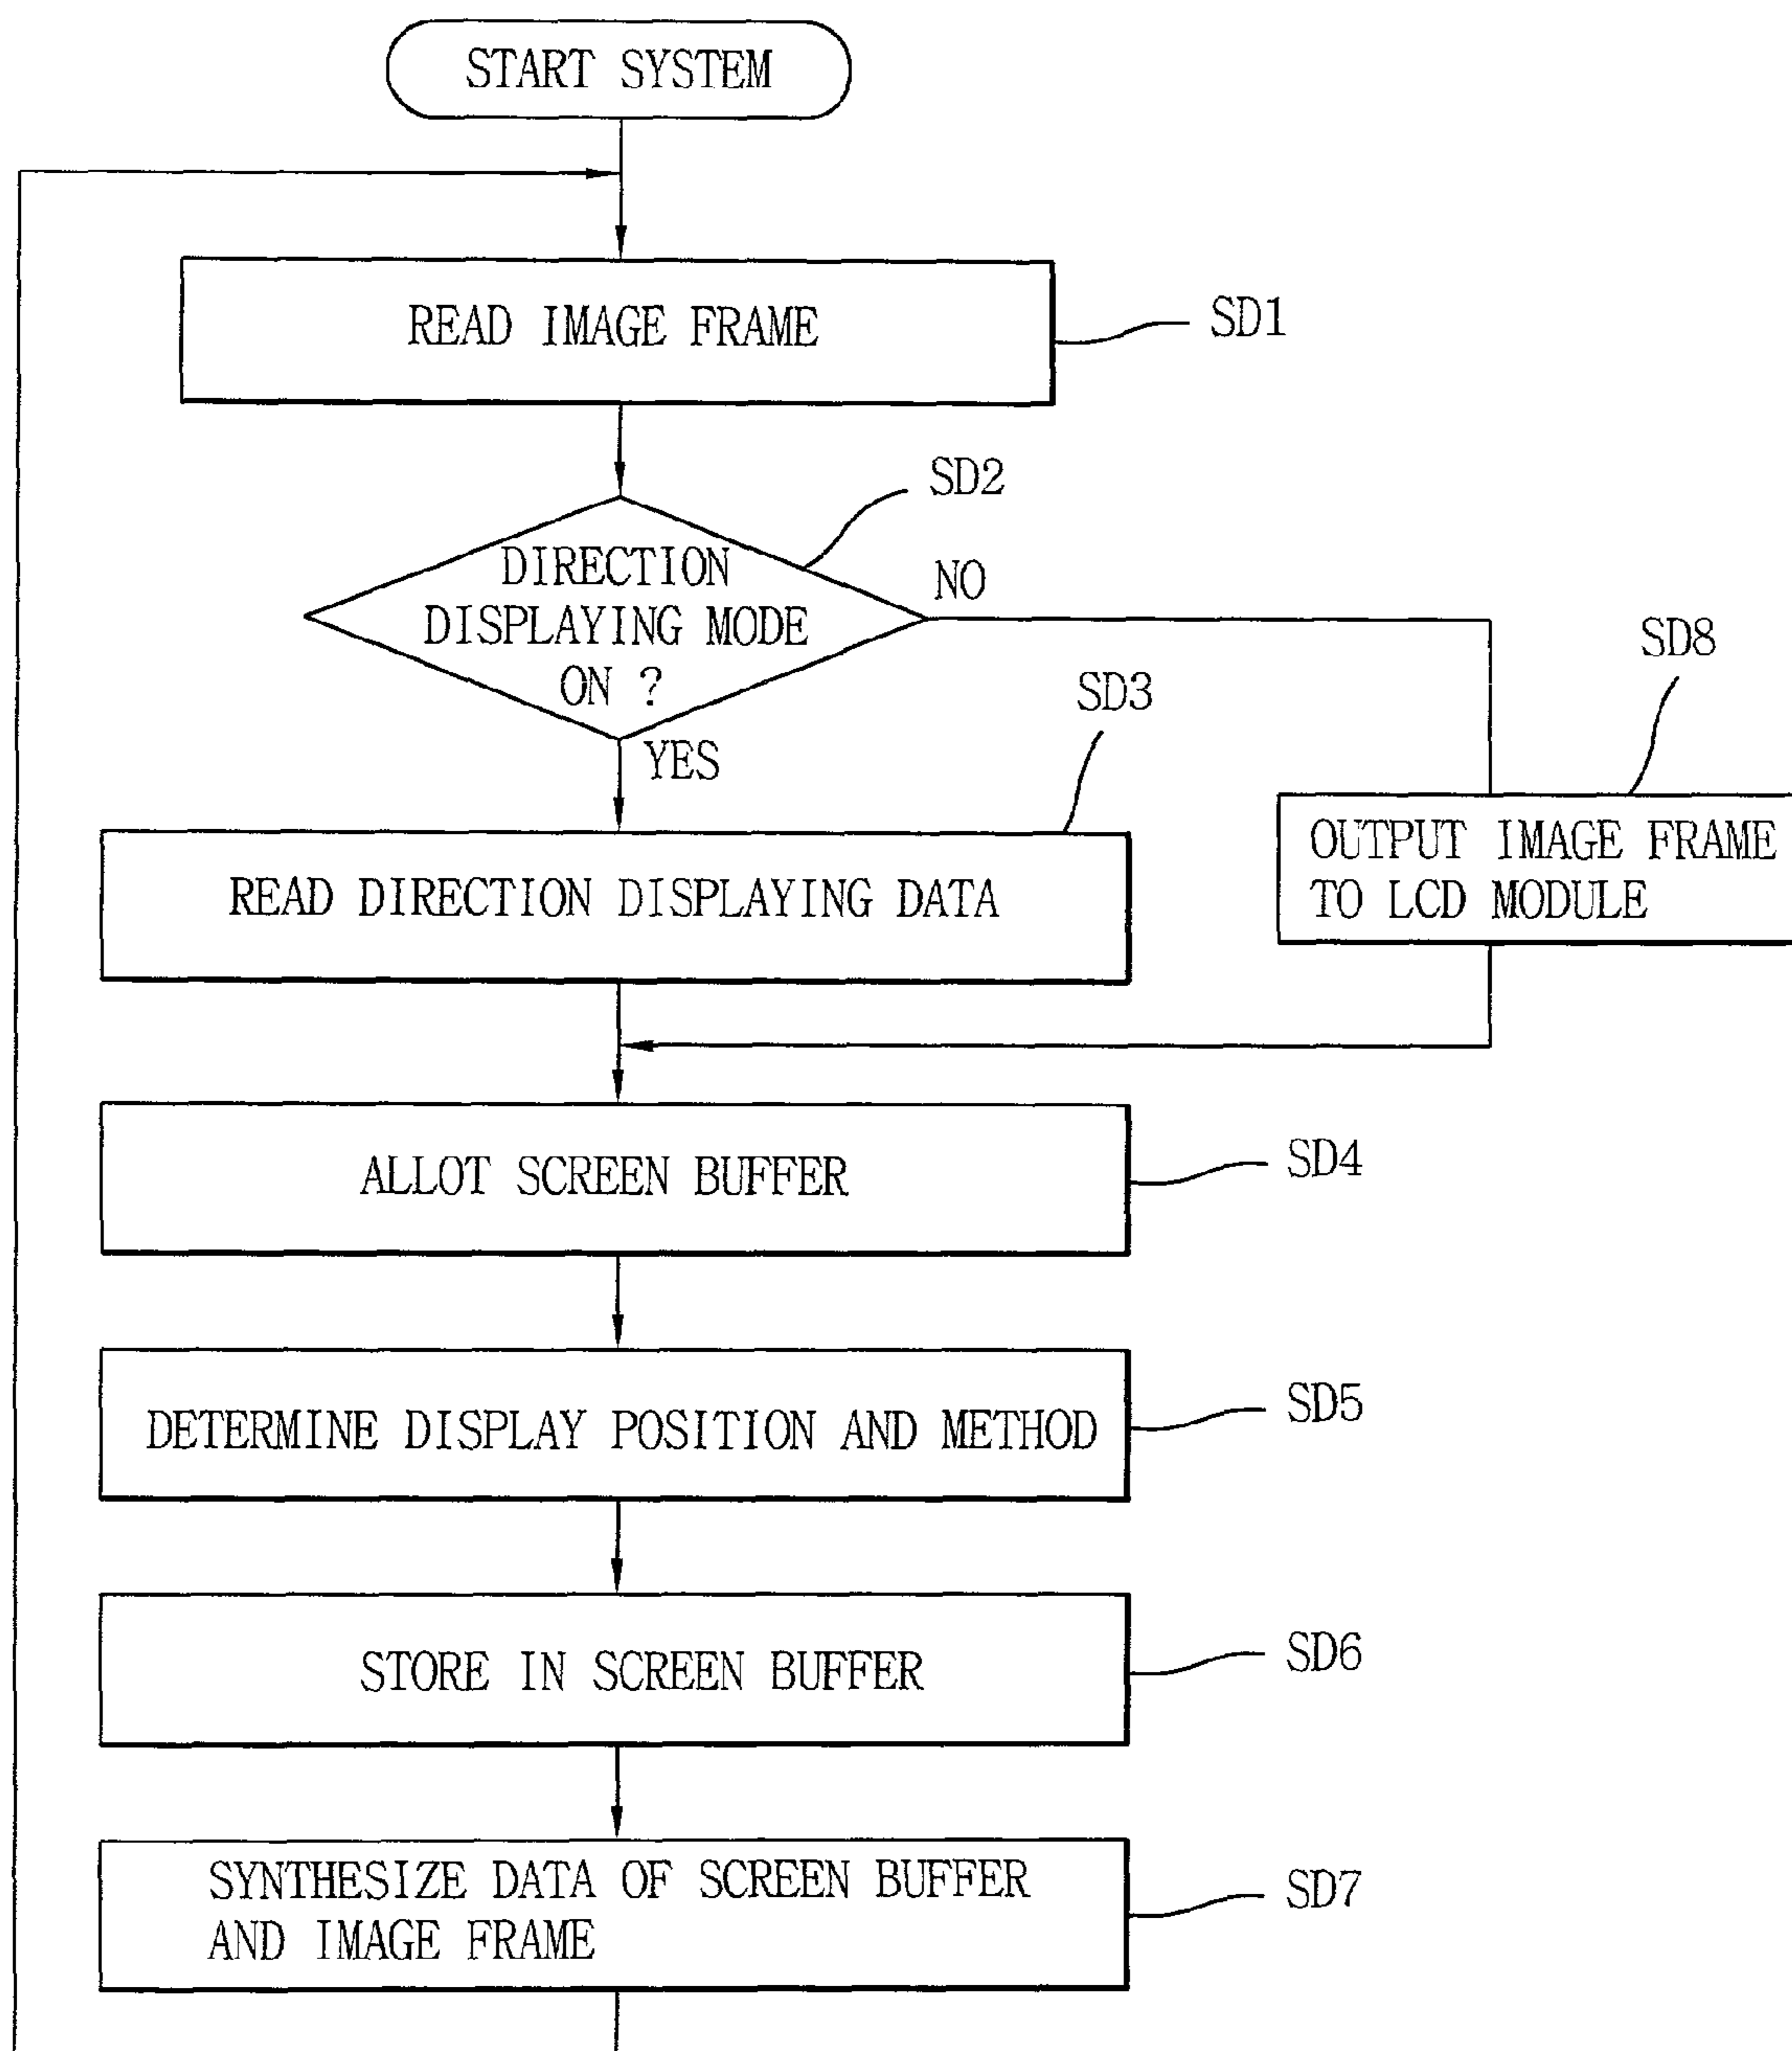 START SYSTEM
READ IMAGE FRAME
SD1
SD2
DIRECTION
DISPLAYING MODE
ON ?
NO
YES
SD8
SD3
OUTPUT IMAGE FRAME
TO LCD MODULE
READ DIRECTION DISPLAYING DATA
ALLOT SCREEN BUFFER
SD4
DETERMINE DISPLAY POSITION AND METHOD
SD5
STORE IN SCREEN BUFFER
SD6
SYNTHESIZE DATA OF SCREEN BUFFER
AND IMAGE FRAME
SD7